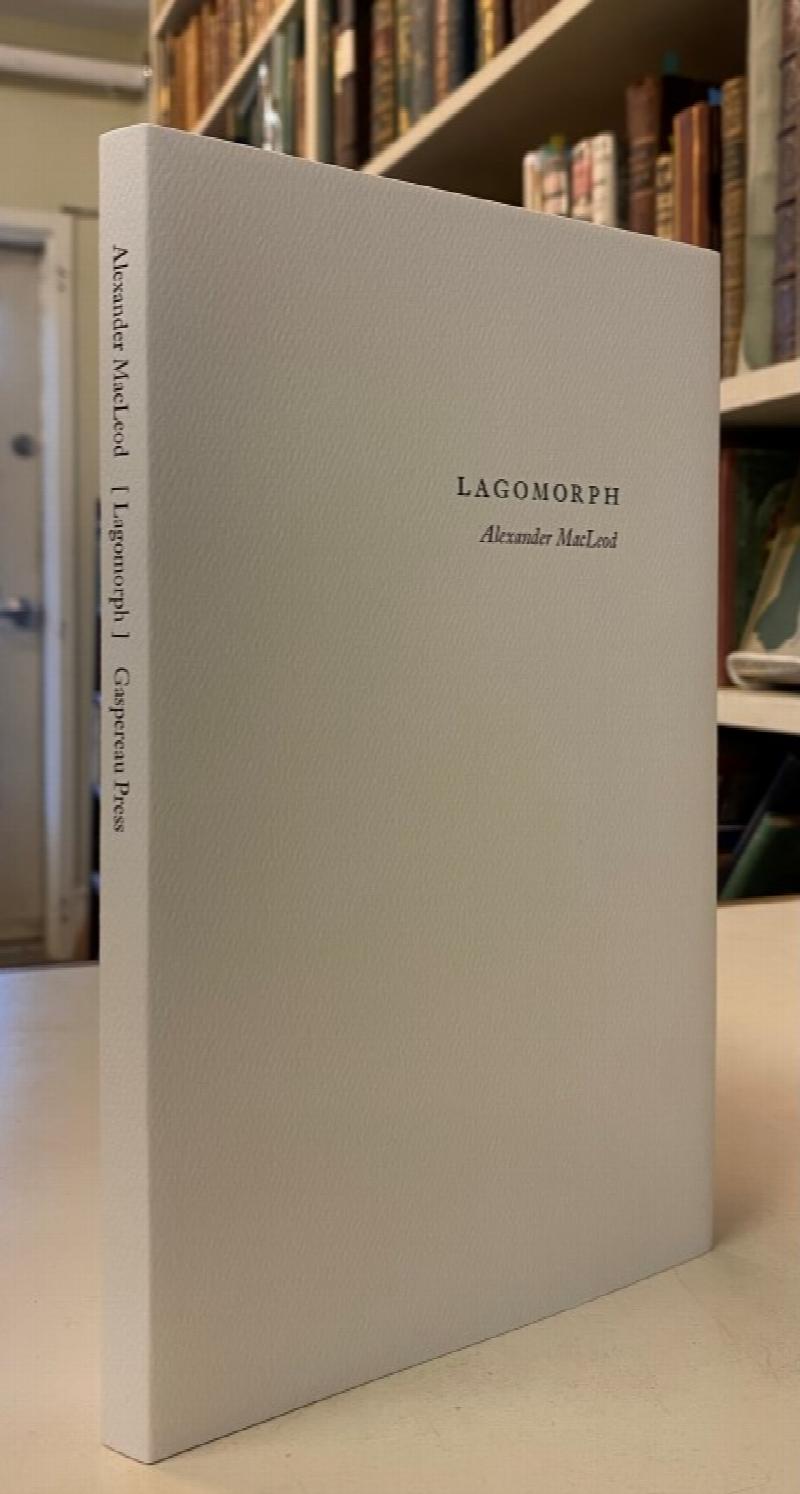 LAGOMORPH
Alexander MacLeod
Alexander MacLeod [ Lagomorph ] Gaspereau Press